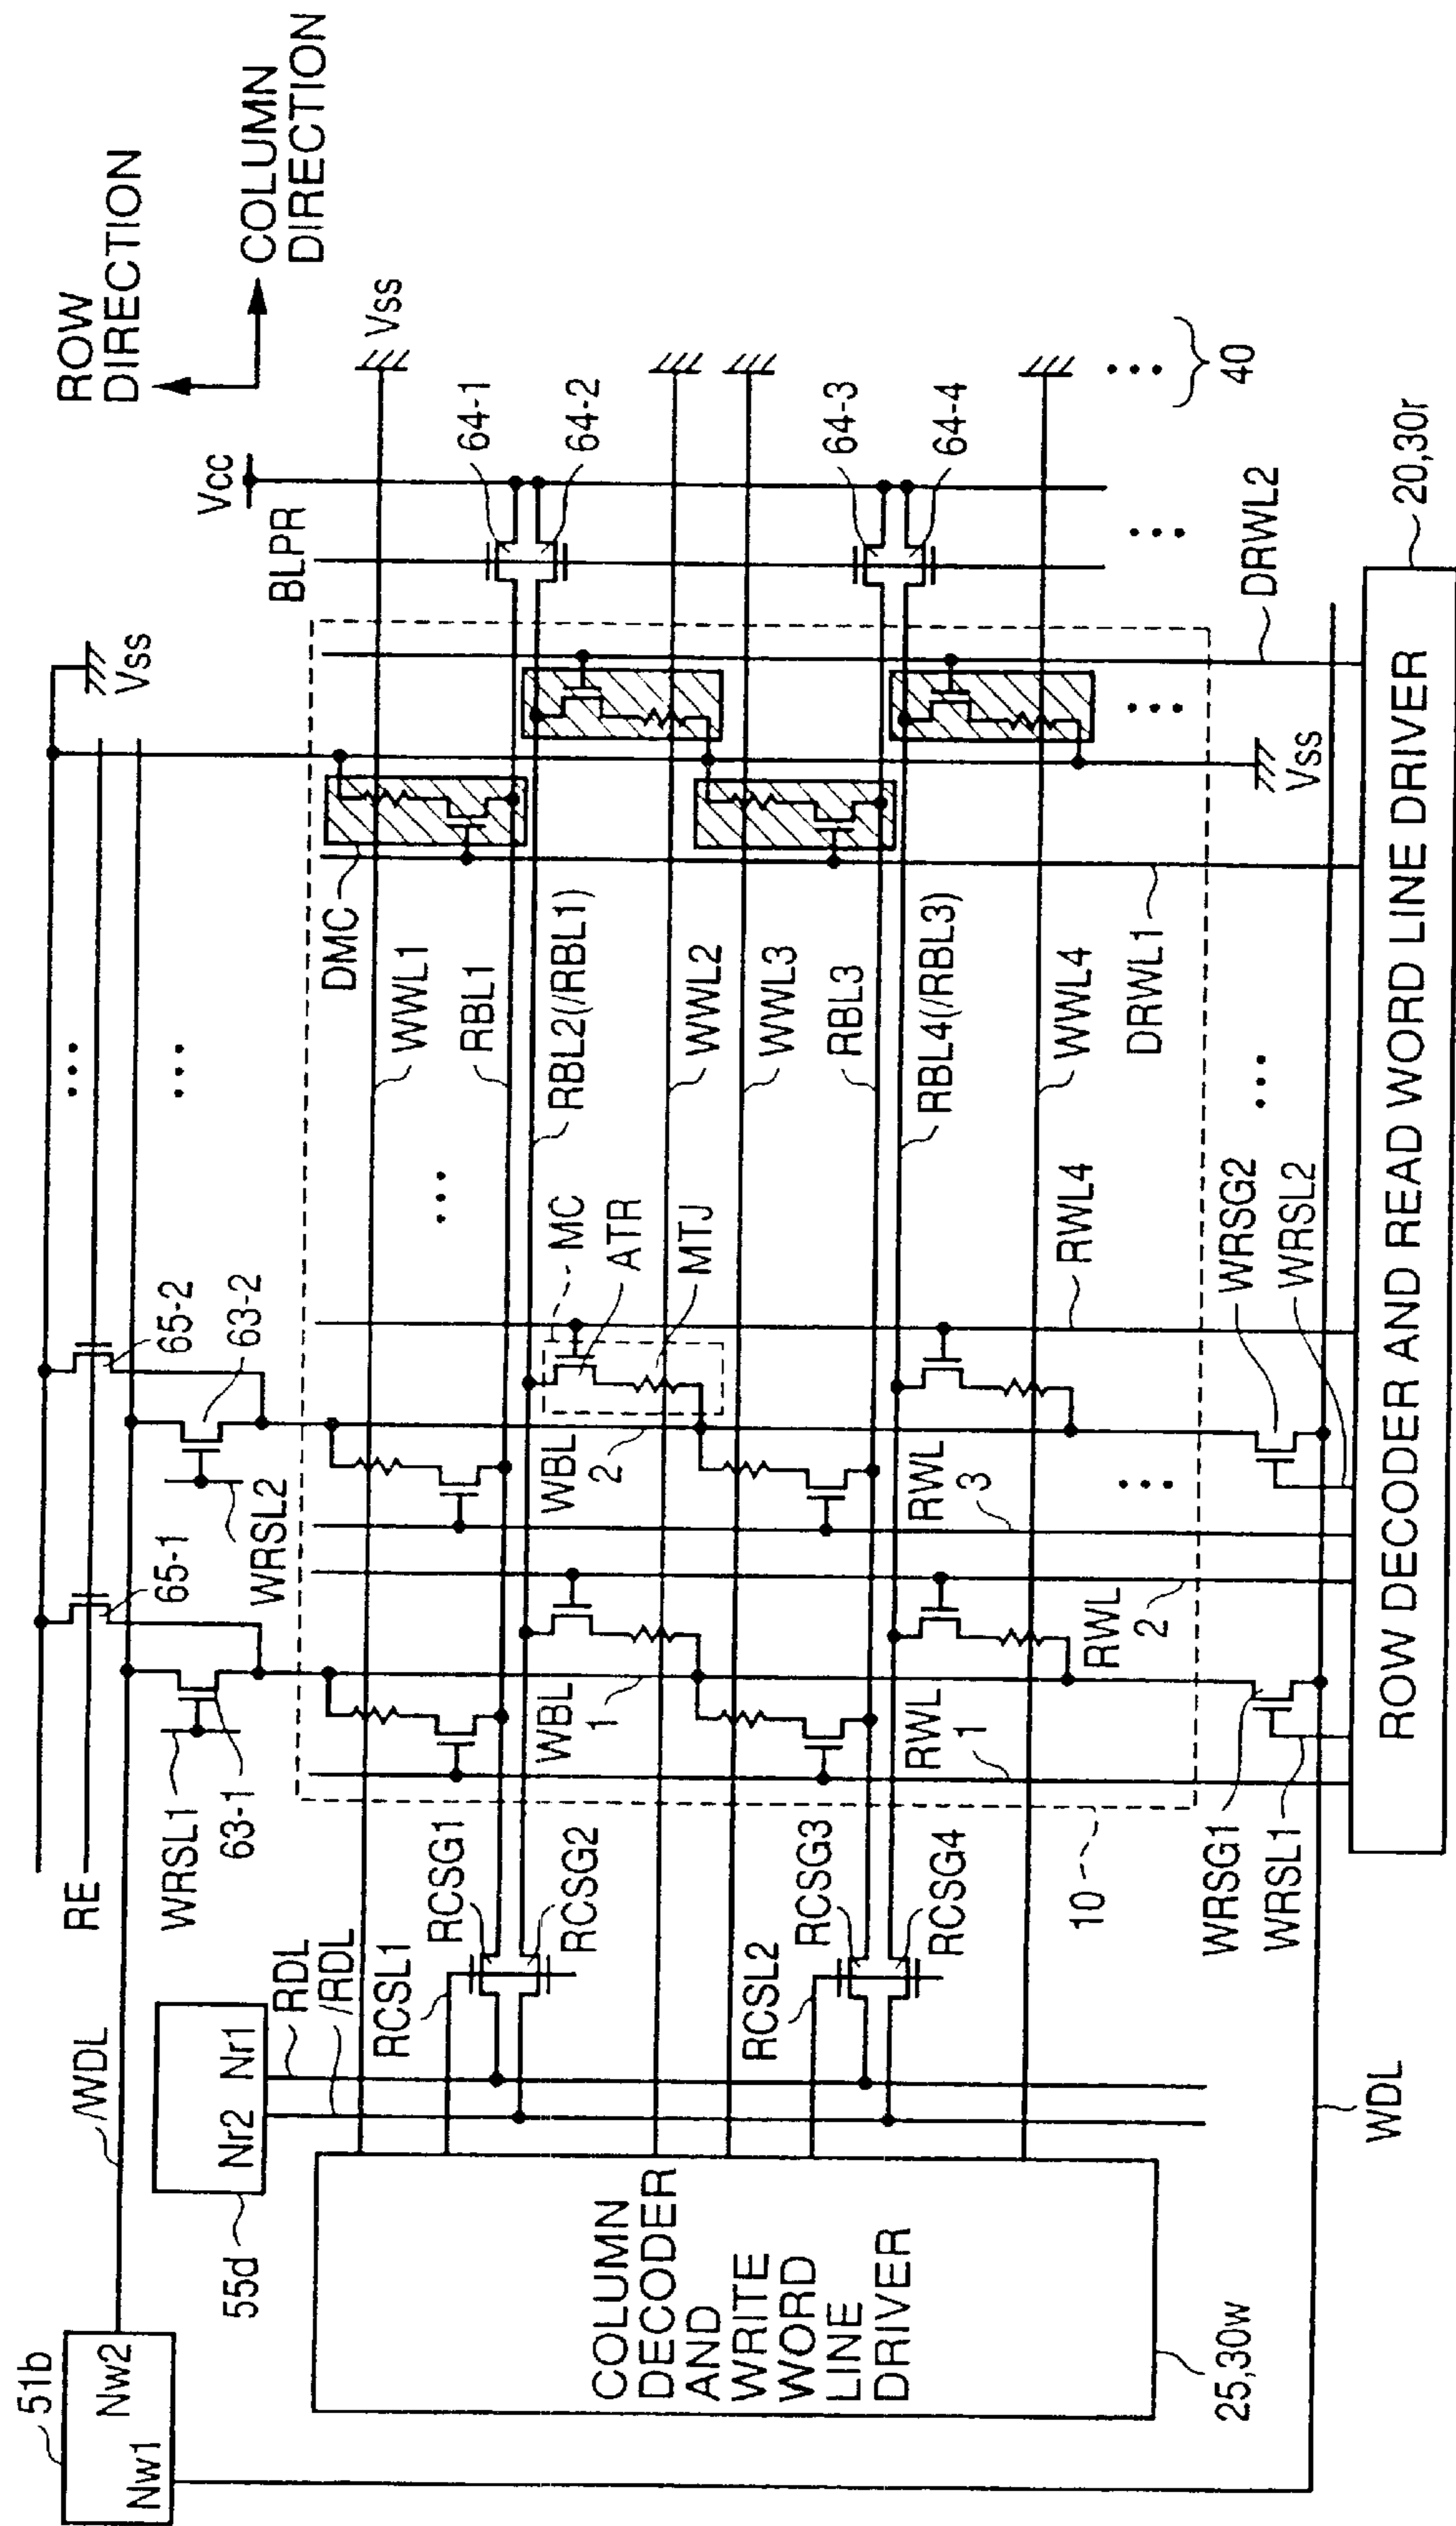 ROW
DIRECTION
COLUMN
DIRECTION
51b
Nw2
Nw1
/WDL
RE
WRSL1
63-1
65-1
WRSL2
63-2
65-2
...
...
Vss
Vcc
BLPR
Vss
55d
Nr2 Nr1
RDL
/RDL
RCSL1
RCSG1
RCSG2
RCSL2
RCSG3
RCSG4
COLUMN
DECODER
AND
WRITE
WORD
LINE
DRIVER
25,30w
DMC
WWL1
RBL1
RBL2(/RBL1)
WWL2
WWL3
RBL3
RBL4(/RBL3)
WWL4
DRWL1
...
MC
ATR
MTJ
RWL4
WBL
1
WBL
2
RWL
1
RWL
2
RWL
3
...
...
...
...
64-1
64-2
64-3
64-4
...
40
Vss
DRWL2
10
WRSG1
WRSL1
WRSG2
WRSL2
WDL
20,30r
ROW DECODER AND READ WORD LINE DRIVER